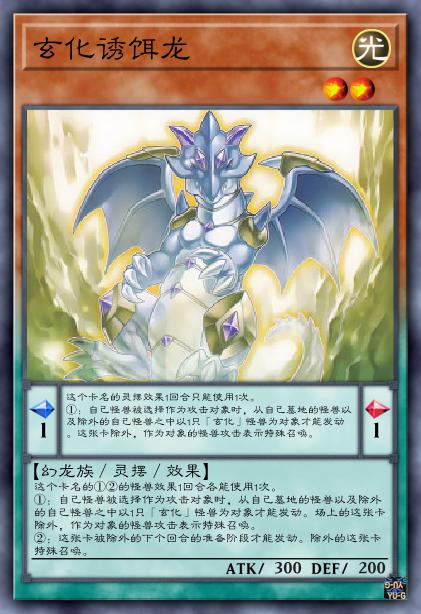 玄化诱饵龙
光
这个卡名的灵摆效果1回合只能使用1次。
①：自己怪兽被选择作为攻击对象时，从自己墓地的怪兽以
及除外的自己怪兽之中以1只「玄化」怪兽为对象才能发动
。这张卡除外，作为对象的怪兽攻击表示特殊召唤。
1
1
【幻龙族／灵摆／效果】
这个卡名的①②的怪兽效果1回合各能使用1次。
①：自己怪兽被选择作为攻击对象时，从自己墓地的怪兽以及除外
的自己怪兽之中以1只「玄化」怪兽为对象才能发动。场上的这张卡
除外，作为对象的怪兽攻击表示特殊召唤。
②：这张卡被除外的下个回合的准备阶段才能发动。除外的这张卡
特殊召唤。
ATK/ 300 DEF/ 200